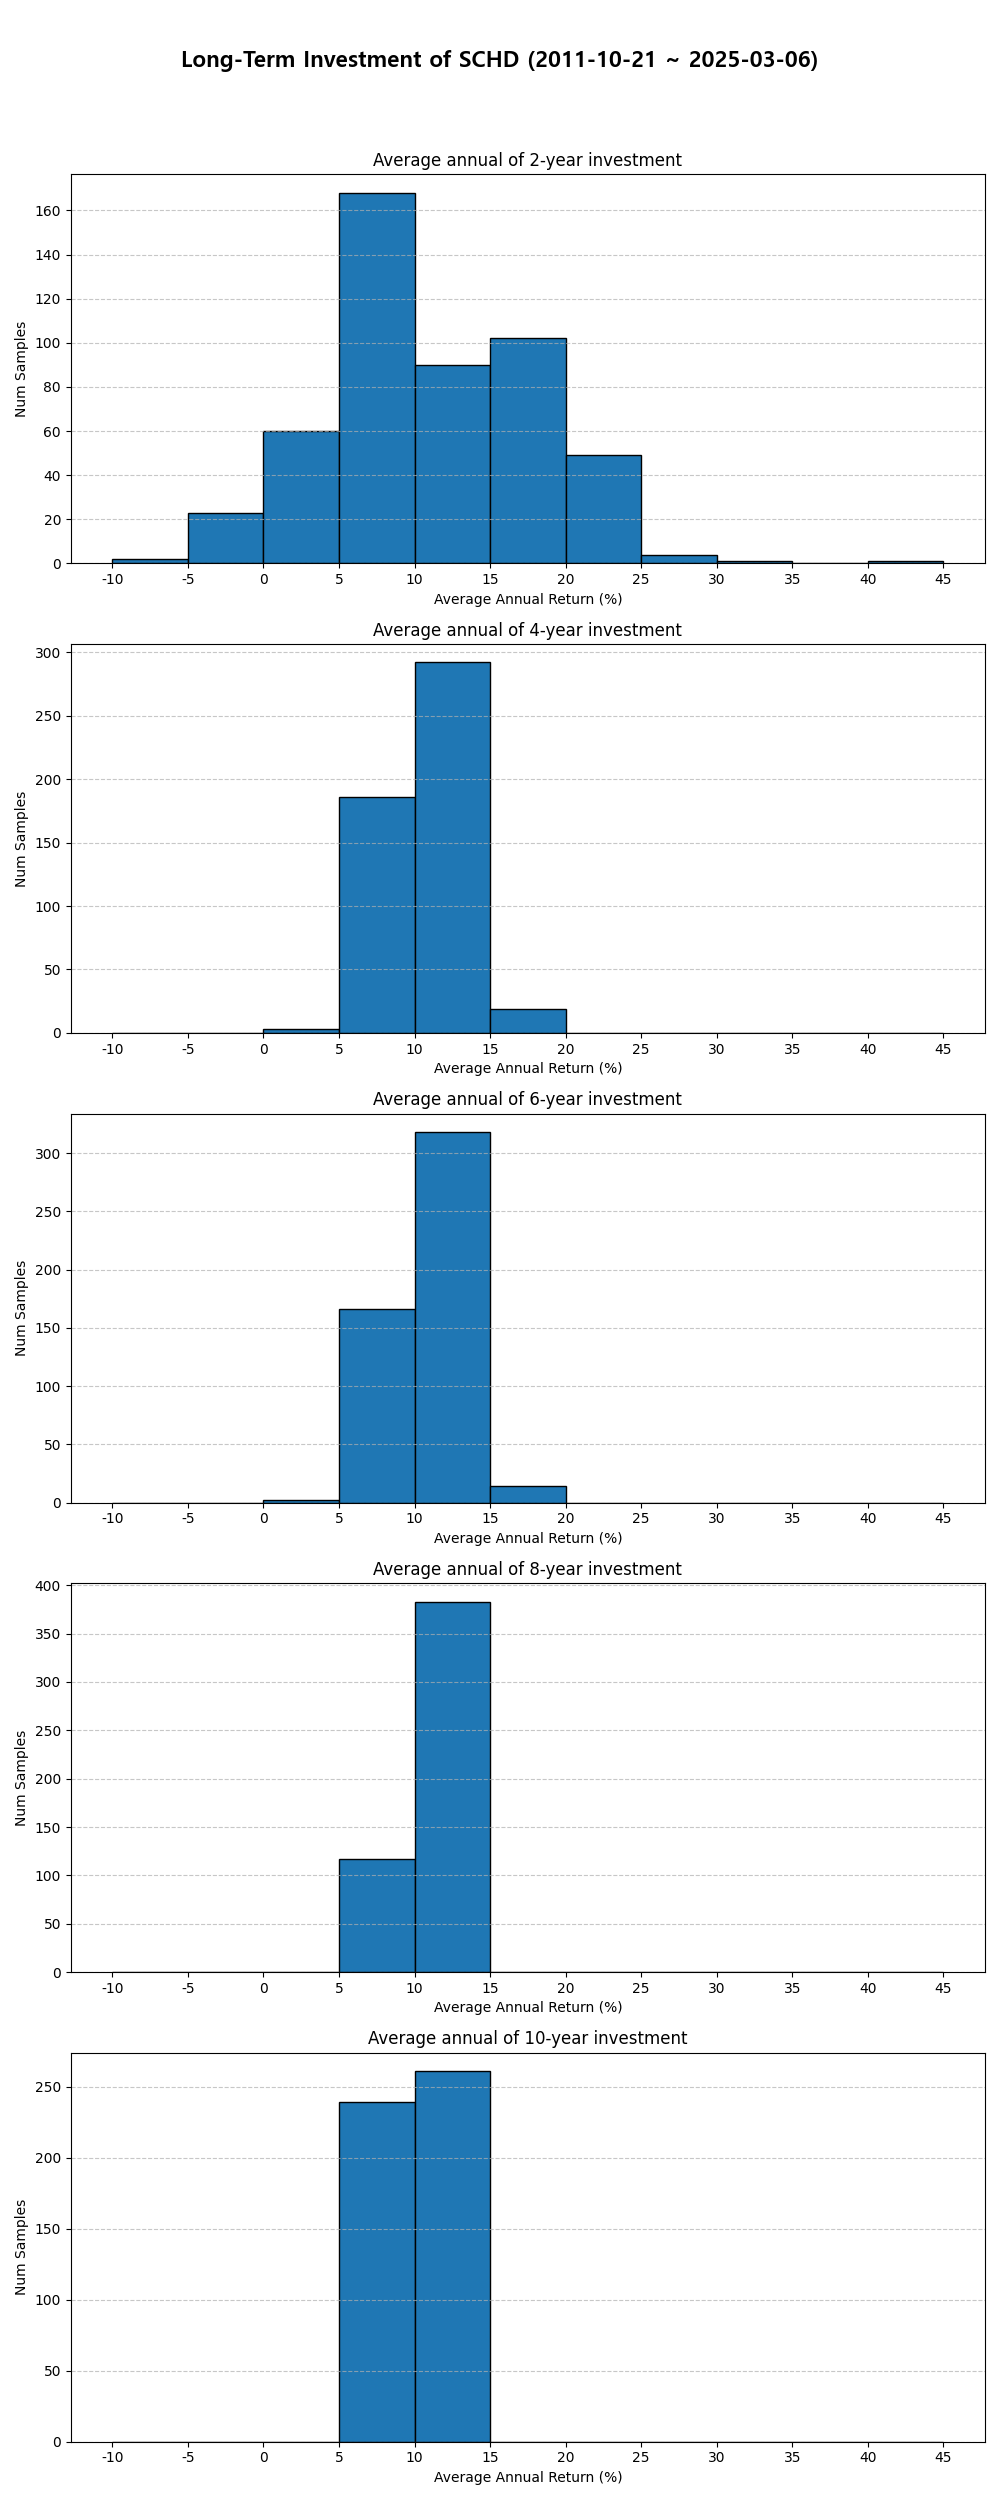 Long-Term Investment of SCHD (2011-10-21 ~ 2025-03-06)
Average annual of 2-year investment
160
140
120
100
80
60
40
20
0
Num Samples
-10 -5 0 5 10 15 20 25 30 35 40 45
Average Annual Return (%)
Average annual of 4-year investment
300
250
200
150
100
50
0
Num Samples
-10 -5 0 5 10 15 20 25 30 35 40 45
Average Annual Return (%)
Average annual of 6-year investment
300
250
200
150
100
50
0
Num Samples
-10 -5 0 5 10 15 20 25 30 35 40 45
Average Annual Return (%)
Average annual of 8-year investment
400
350
300
250
200
150
100
50
0
Num Samples
-10 -5 0 5 10 15 20 25 30 35 40 45
Average Annual Return (%)
Average annual of 10-year investment
250
200
150
100
50
0
Num Samples
-10 -5 0 5 10 15 20 25 30 35 40 45
Average Annual Return (%)